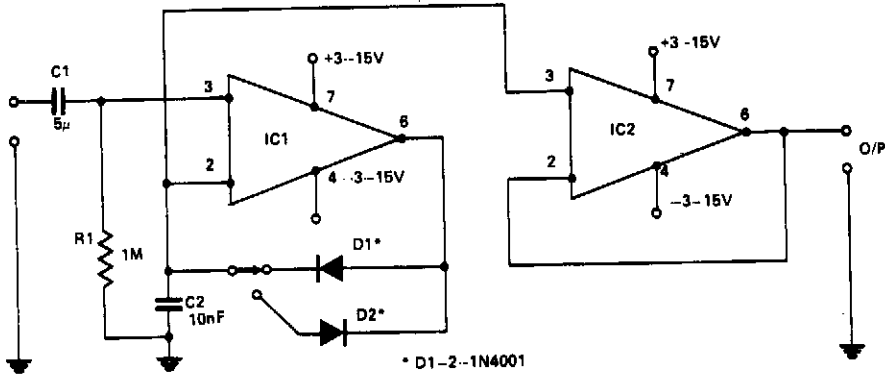 C1
5μ
R1
1M
C2
10nF
3
2
IC1
+3--15V
7
6
4 --3--15V
D1*
D2*
* D1-2--1N4001
3
2
IC2
+3 -15V
7
6
4
-3-15V
O/P